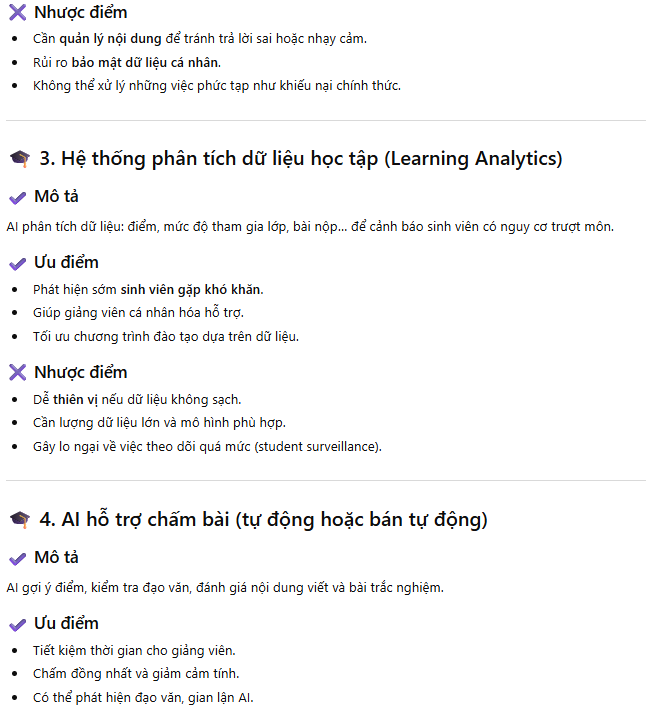 Nhược điểm
Cần quản lý nội dung để tránh trả lời sai hoặc nhạy cảm.
Rủi ro bảo mật dữ liệu cá nhân.
Không thể xử lý những việc phức tạp như khiếu nại chính thức.
3. Hệ thống phân tích dữ liệu học tập (Learning Analytics)
Mô tả
AI phân tích dữ liệu: điểm, mức độ tham gia lớp, bài nộp... để cảnh báo sinh viên có nguy cơ trượt môn.
Ưu điểm
Phát hiện sớm sinh viên gặp khó khăn.
Giúp giảng viên cá nhân hóa hỗ trợ.
Tối ưu chương trình đào tạo dựa trên dữ liệu.
Nhược điểm
Dễ thiên vị nếu dữ liệu không sạch.
Cần lượng dữ liệu lớn và mô hình phù hợp.
Gây lo ngại về việc theo dõi quá mức (student surveillance).
4. AI hỗ trợ chấm bài (tự động hoặc bán tự động)
Mô tả
AI gợi ý điểm, kiểm tra đạo văn, đánh giá nội dung viết và bài trắc nghiệm.
Ưu điểm
Tiết kiệm thời gian cho giảng viên.
Chấm đồng nhất và giảm cảm tính.
Có thể phát hiện đạo văn, gian lận AI.